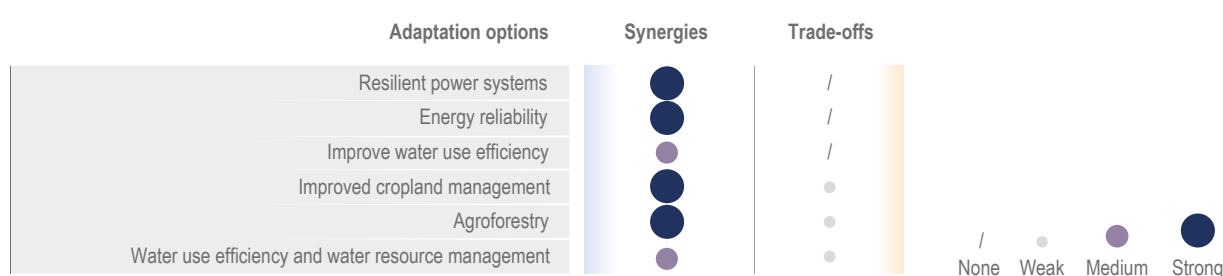 Adaptation options Synergies Trade-offs
Resilient power systems /
Energy reliability /
Improve water use efficiency /
Improved cropland management
Agroforestry
Water use efficiency and water resource management
/
None Weak Medium Strong